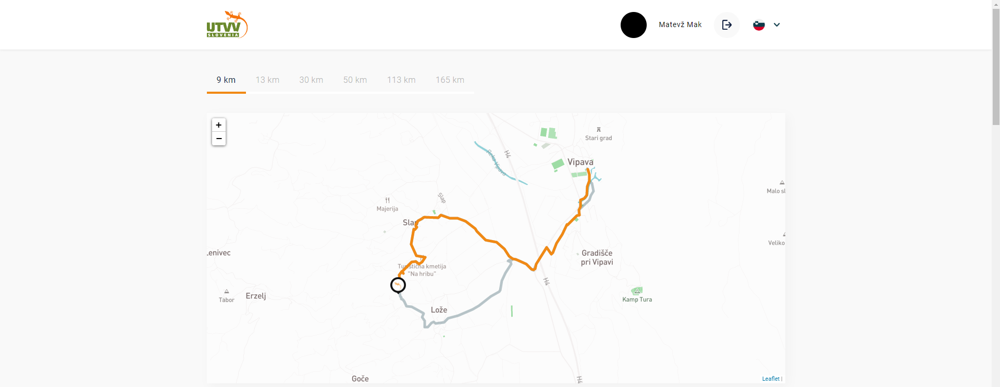 UTVV
SLOVENIA
Matevž Mak
9 km
13 km
30 km
50 km
113 km
165 km
+
−
Stari grad
H4
Reka Vipava
Vipava
Malo sl
Slap
Majerija
Slap
Veliko
Lenivec
Gradišče
pri Vipavi
Turistična kmetija
"Na hribu"
H4
Erzelj
Tabor
Kamp Tura
Lože
Goče
H4
Leaflet |